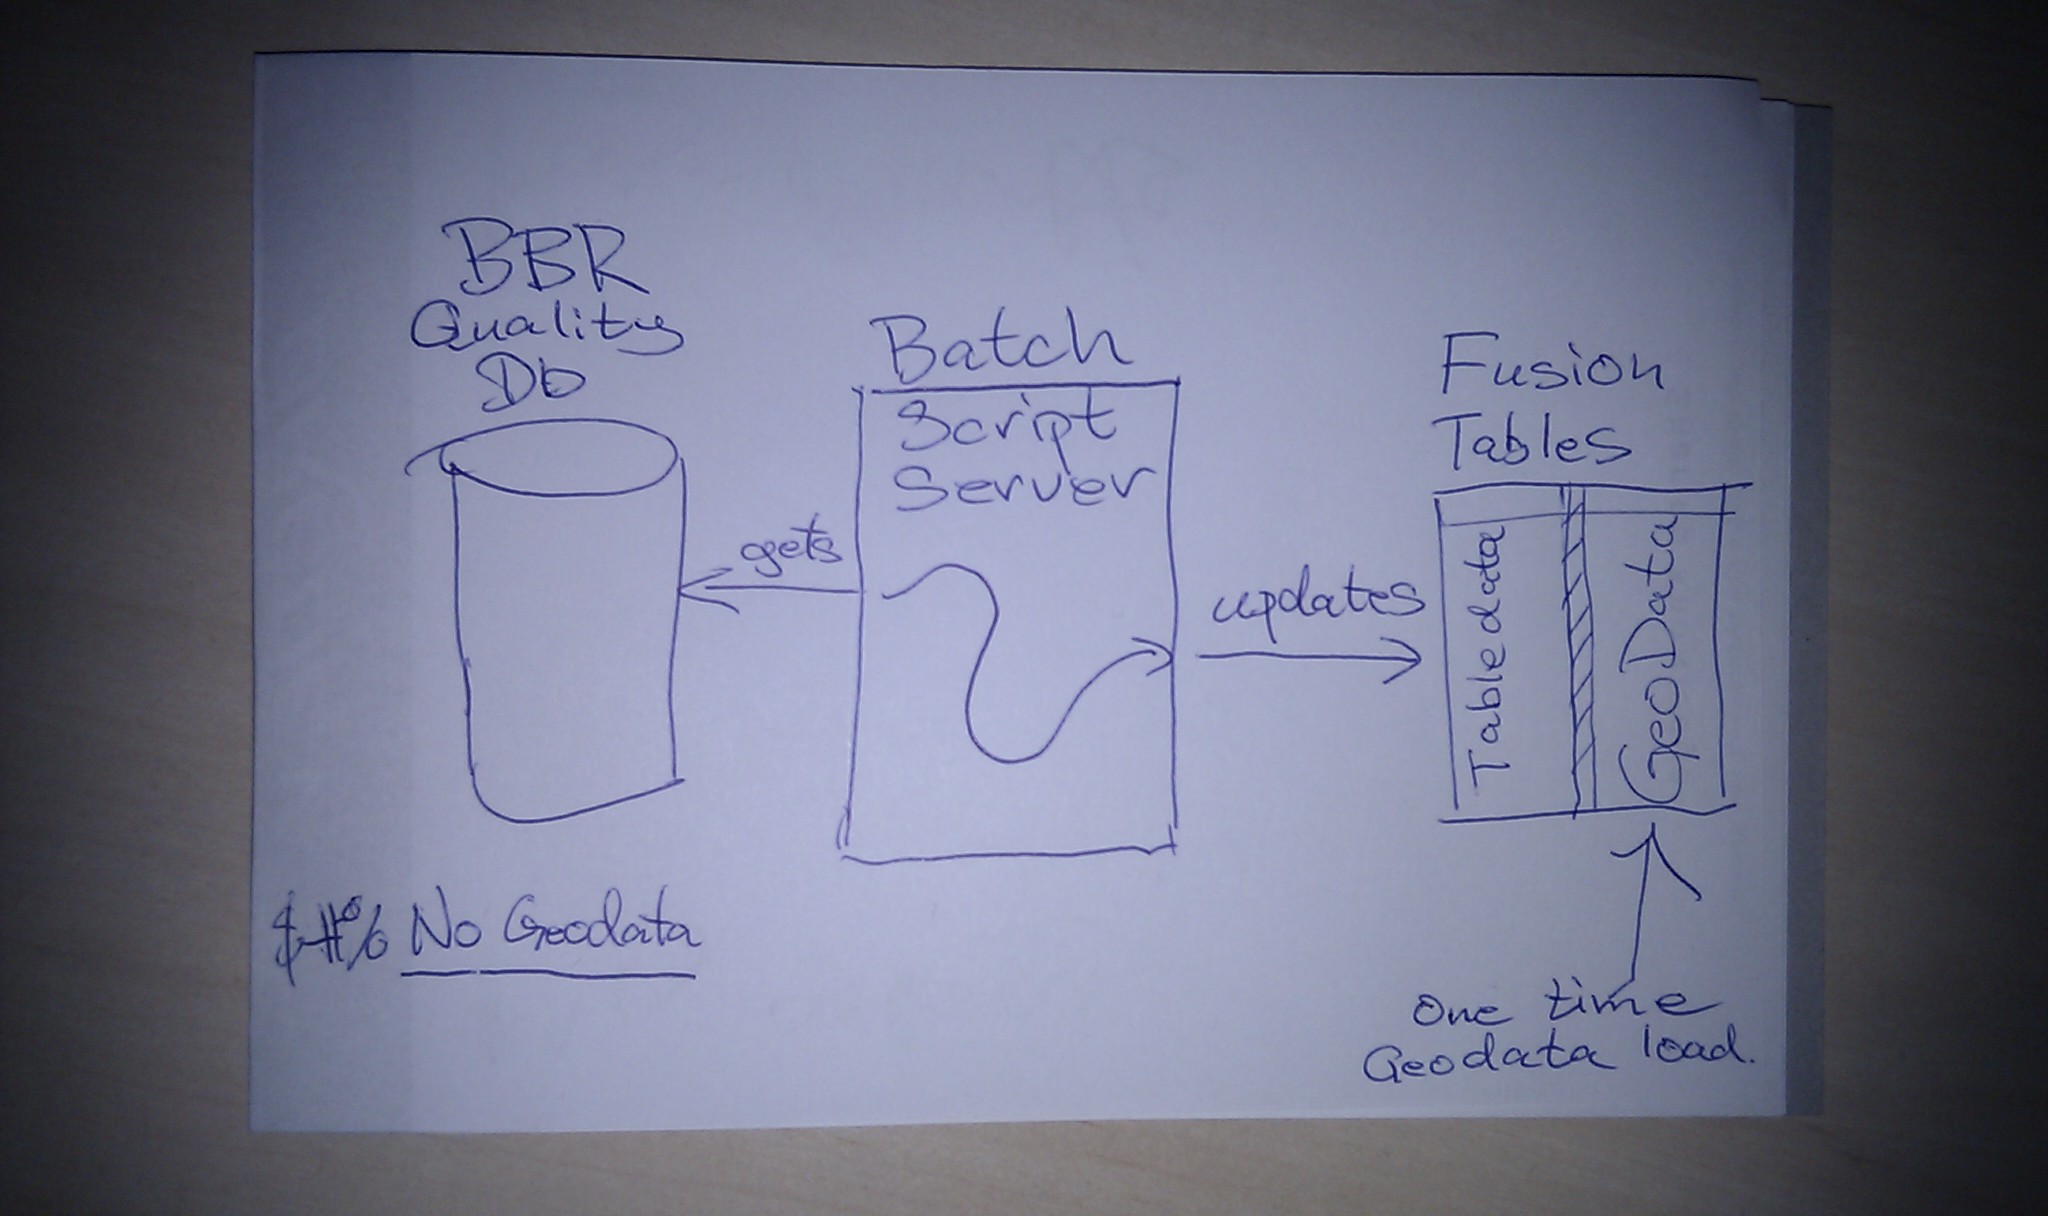 BBR
Quality
Db
Batch
Script
Server
gets
updates
Fusion
Tables
Tabledata
GeoData
$#% No Geodata
One time
Geodata load.